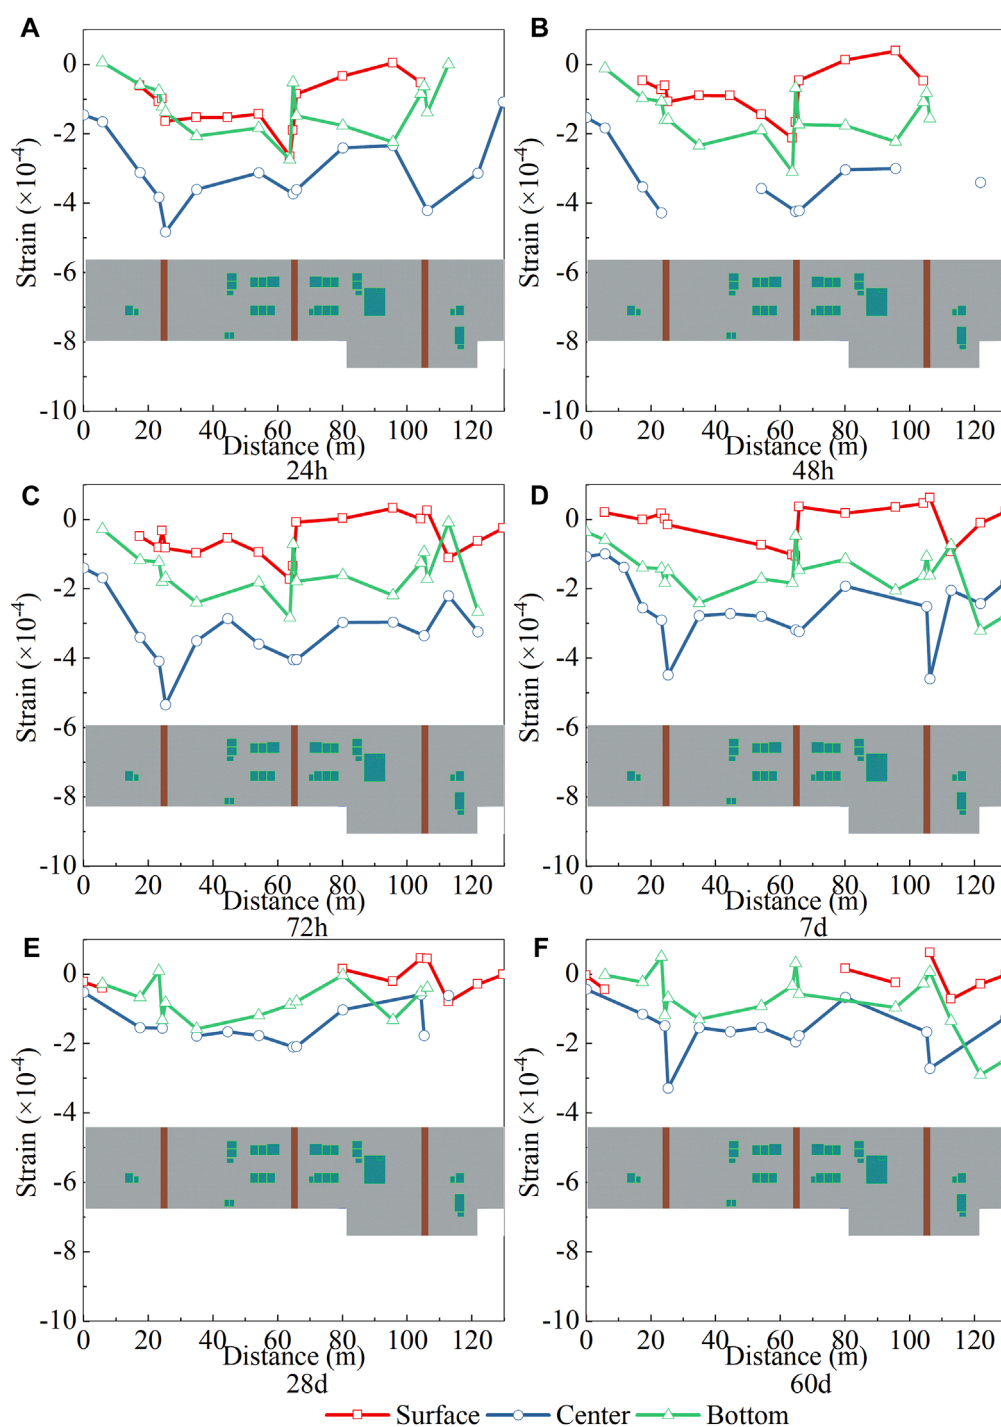 A
B
0
-2
-4
-6
-8
-10
Strain (×10-4)
0 20 40 60 80 100 120
Distance (m)
24h
0
-2
-4
-6
-8
-10
Strain (×10-4)
0 20 40 60 80 100 120
Distance (m)
48h
C
D
0
-2
-4
-6
-8
-10
Strain (×10-4)
0 20 40 60 80 100 120
Distance (m)
72h
0
-2
-4
-6
-8
-10
Strain (×10-4)
0 20 40 60 80 100 120
Distance (m)
7d
E
F
0
-2
-4
-6
-8
-10
Strain (×10-4)
0 20 40 60 80 100 120
Distance (m)
28d
0
-2
-4
-6
-8
-10
Strain (×10-4)
0 20 40 60 80 100 120
Distance (m)
60d
Surface Center Bottom